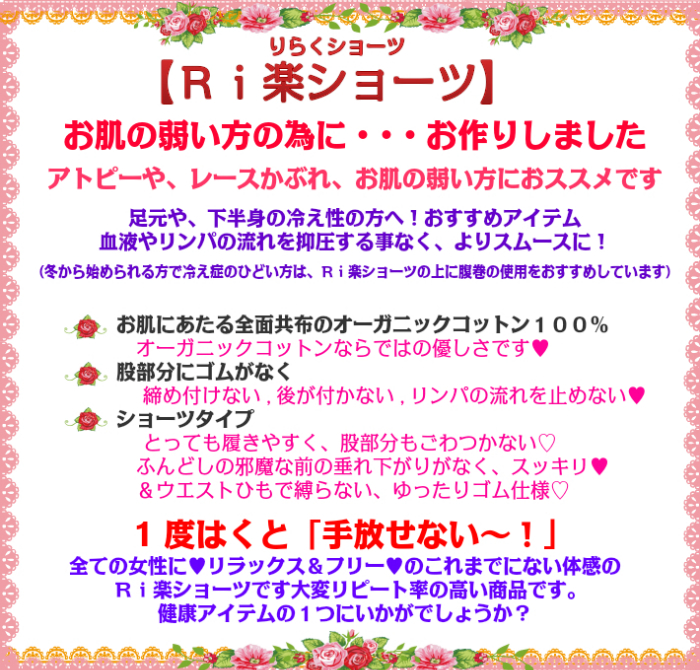 りらくショーツ
【Ｒｉ楽ショーツ】
お肌の弱い方の為に・・・お作りしました
アトピーや、レースかぶれ、お肌の弱い方におススメです
足元や、下半身の冷え性の方へ！おすすめアイテム
血液やリンパの流れを抑圧する事なく、よりスムースに！
（冬から始められる方で冷え症のひどい方は、Ｒｉ楽ショーツの上に腹巻の使用をおすすめしています）
お肌にあたる全面共布のオーガニックコットン１００％
オーガニックコットンならではの優しさです♥
股部分にゴムがなく
締め付けない，後が付かない，リンパの流れを止めない♥
ショーツタイプ
とっても履きやすく、股部分もごわつかない♡
ふんどしの邪魔な前の垂れ下がりがなく、スッキリ♥
＆ウエストひもで縛らない、ゆったりゴム仕様♡
１度はくと「手放せない～！」
全ての女性に♥リラックス＆フリー♥のこれまでにない体感の
Ｒｉ楽ショーツです大変リピート率の高い商品です。
健康アイテムの１つにいかがでしょうか？